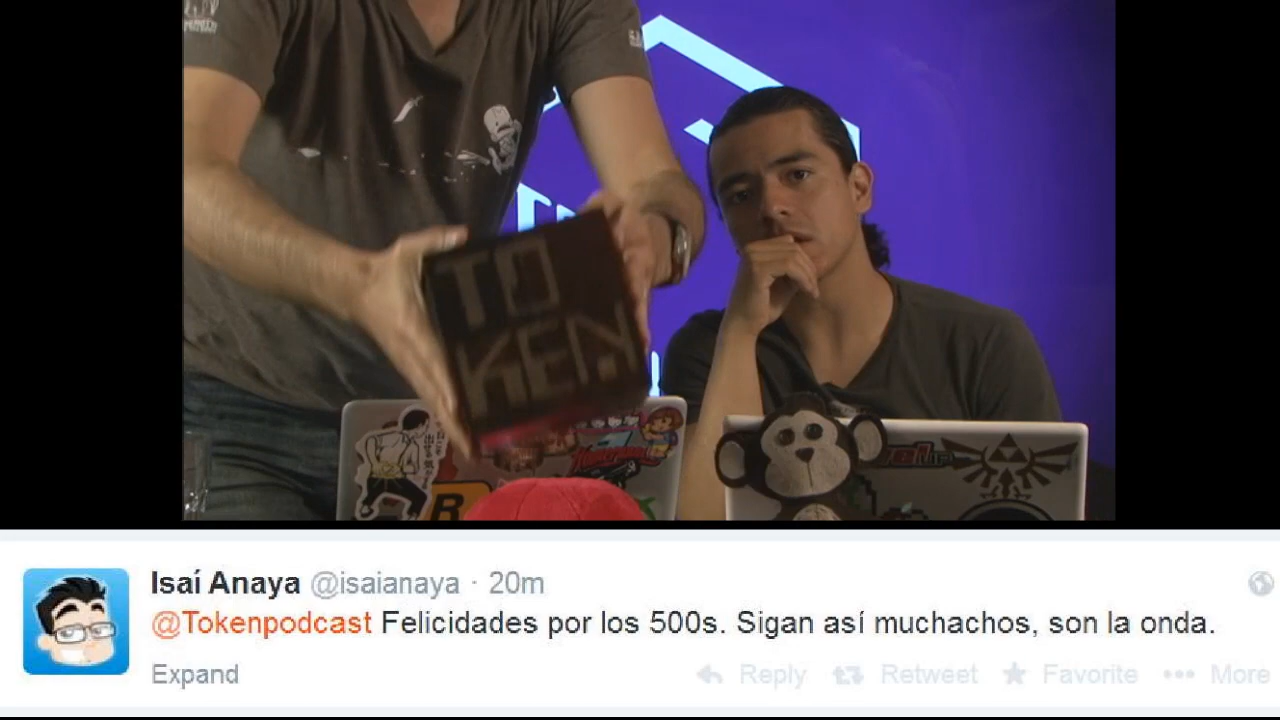 TO
KEN
R
Isaí Anaya @isaianaya · 20m
@Tokenpodcast Felicidades por los 500s. Sigan así muchachos, son la onda.
Expand Reply Retweet Favorite More